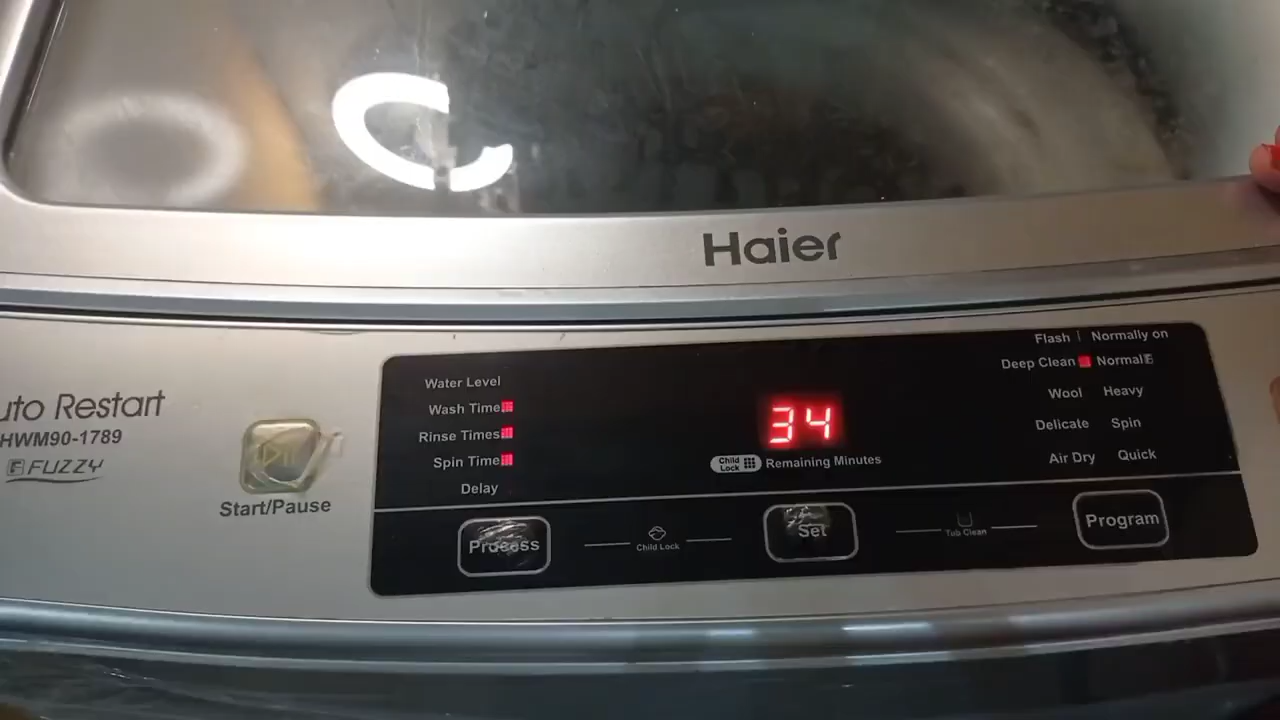 Haier
uto Restart
HWM90-1789
F FUZZY
Start/Pause
Water Level
Wash Time
Rinse Times
Spin Time
Delay
34
Child Lock
Remaining Minutes
Flash Normally on
Deep Clean Normal
Wool Heavy
Delicate Spin
Air Dry Quick
Process
Child Lock
Set
Tub Clean
Program